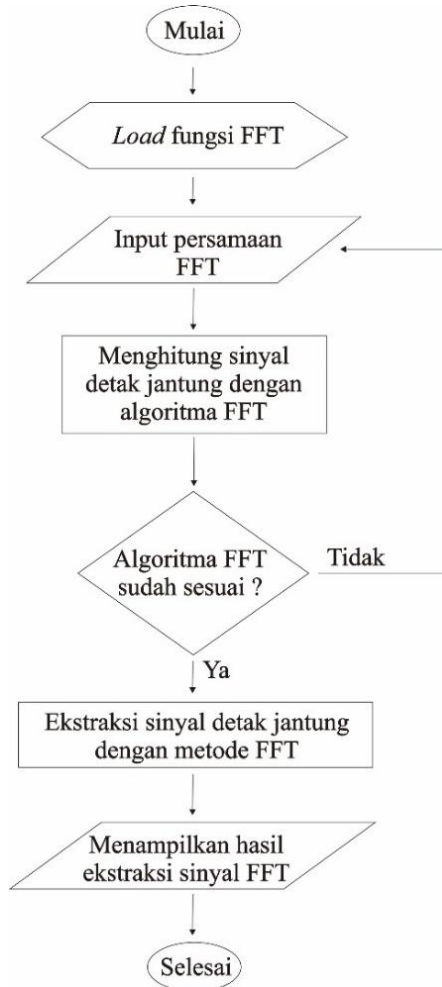 Mulai
Load fungsi FFT
Input persamaan
FFT
Menghitung sinyal
detak jantung dengan
algoritma FFT
Algoritma FFT
sudah sesuai ?
Tidak
Ya
Ekstraksi sinyal detak jantung
dengan metode FFT
Menampilkan hasil
ekstraksi sinyal FFT
Selesai